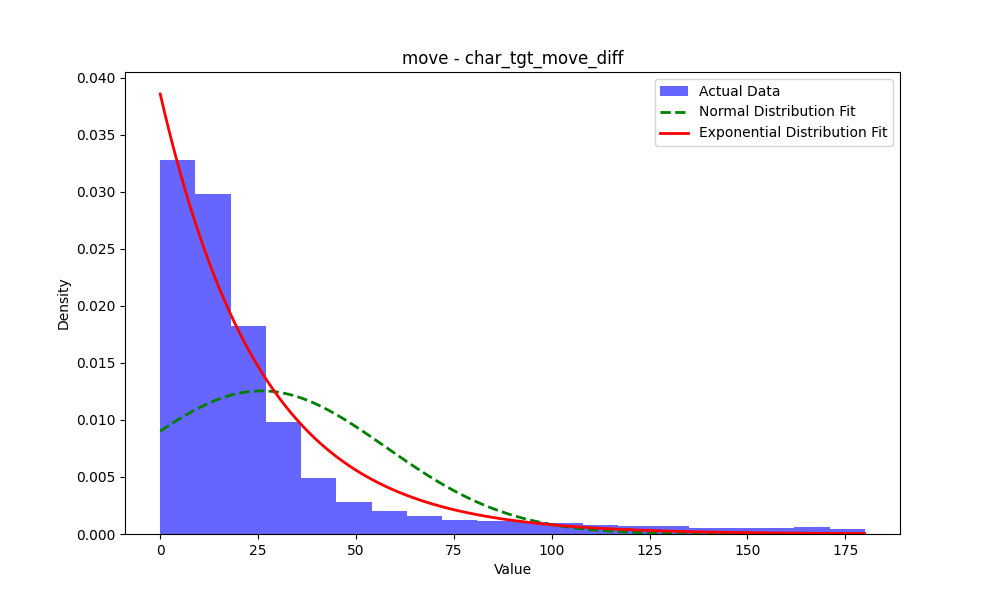 move - char_tgt_move_diff
Actual Data
Normal Distribution Fit
Exponential Distribution Fit
Density
0.040
0.035
0.030
0.025
0.020
0.015
0.010
0.005
0.000
0 25 50 75 100 125 150 175
Value